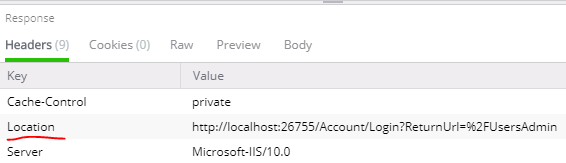 Response
Headers (9) Cookies (0) Raw Preview Body
Key Value
Cache-Control private
Location http://localhost:26755/Account/Login?ReturnUrl=%2FUsersAdmin
Server Microsoft-IIS/10.0